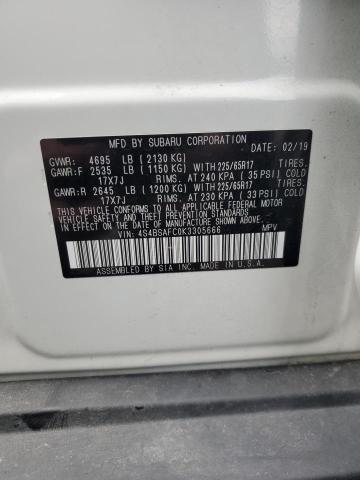 MFD BY SUBARU CORPORATION DATE: 02/19
GVWR: 4695 LB (2130 KG)
GAWR:F 2535 LB (1150 KG) WITH 225/65R17 TIRES.
17X7J RIMS. AT 240 KPA (35 PSI) COLD
GAWR:R 2645 LB (1200 KG) WITH 225/65R17 TIRES.
17X7J RIMS. AT 230 KPA (33 PSI) COLD
THIS VEHICLE CONFORMS TO ALL APPLICABLE FEDERAL MOTOR
VEHICLE SAFETY STANDARDS IN EFFECT ON THE DATE OF
MANUFACTURE SHOWN ABOVE.
VIN: 4S4BSAFC0K3305666 MPV
ASSEMBLED BY SIA INC. MADE IN U.S.A.